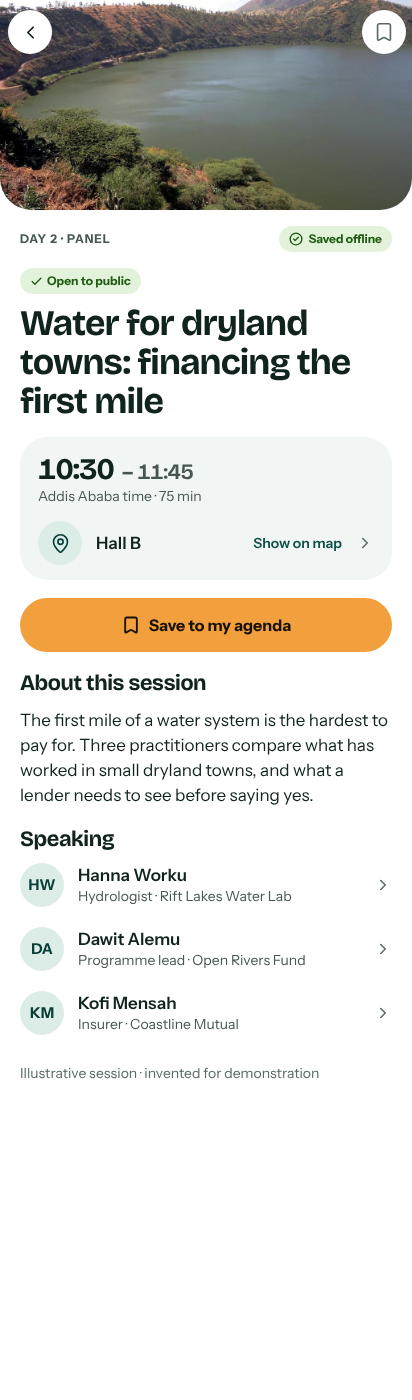 DAY 2 · PANEL
Saved offline
Open to public
Water for dryland
towns: financing the
first mile
10:30 – 11:45
Addis Ababa time · 75 min
Hall B
Show on map
Save to my agenda
About this session
The first mile of a water system is the hardest to
pay for. Three practitioners compare what has
worked in small dryland towns, and what a
lender needs to see before saying yes.
Speaking
HW
Hanna Worku
Hydrologist · Rift Lakes Water Lab
DA
Dawit Alemu
Programme lead · Open Rivers Fund
KM
Kofi Mensah
Insurer · Coastline Mutual
Illustrative session · invented for demonstration